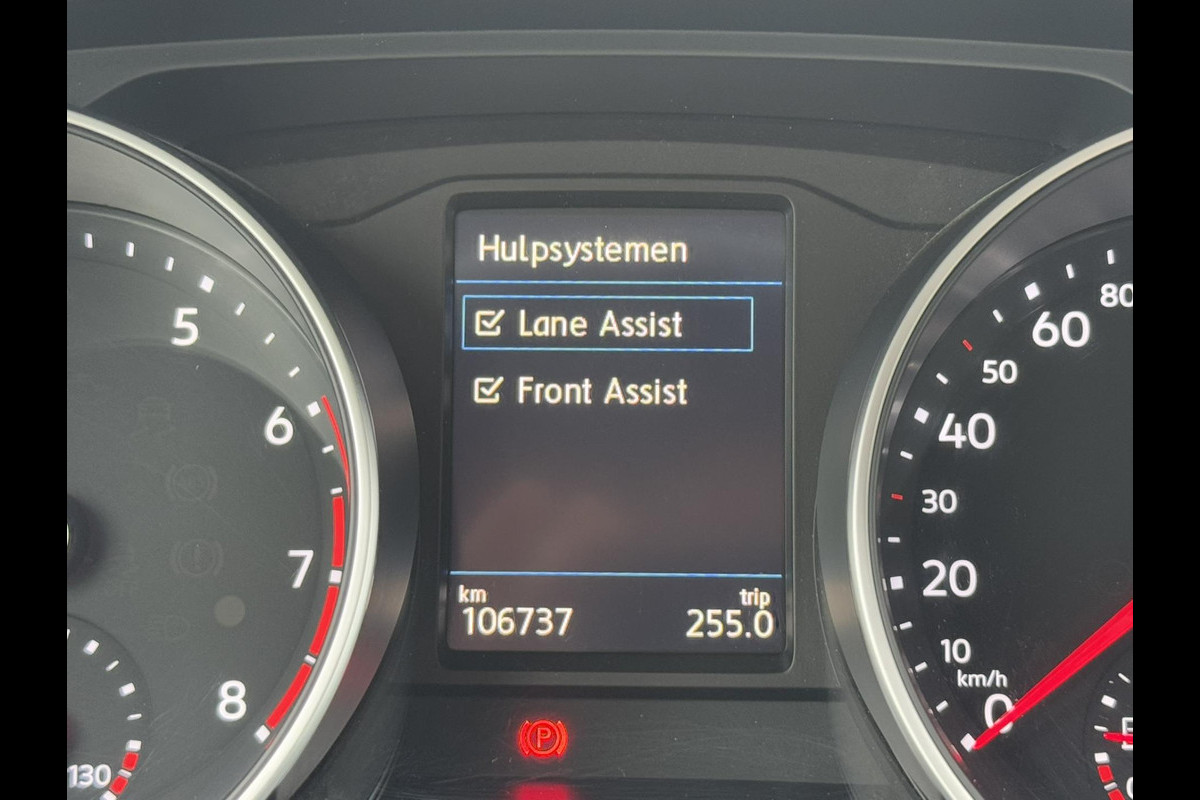 Hulpsystemen
Lane Assist
Front Assist
km
106737
trip
255.0
5
6
7
8
130
80
60
50
40
30
20
10
km/h
0
P